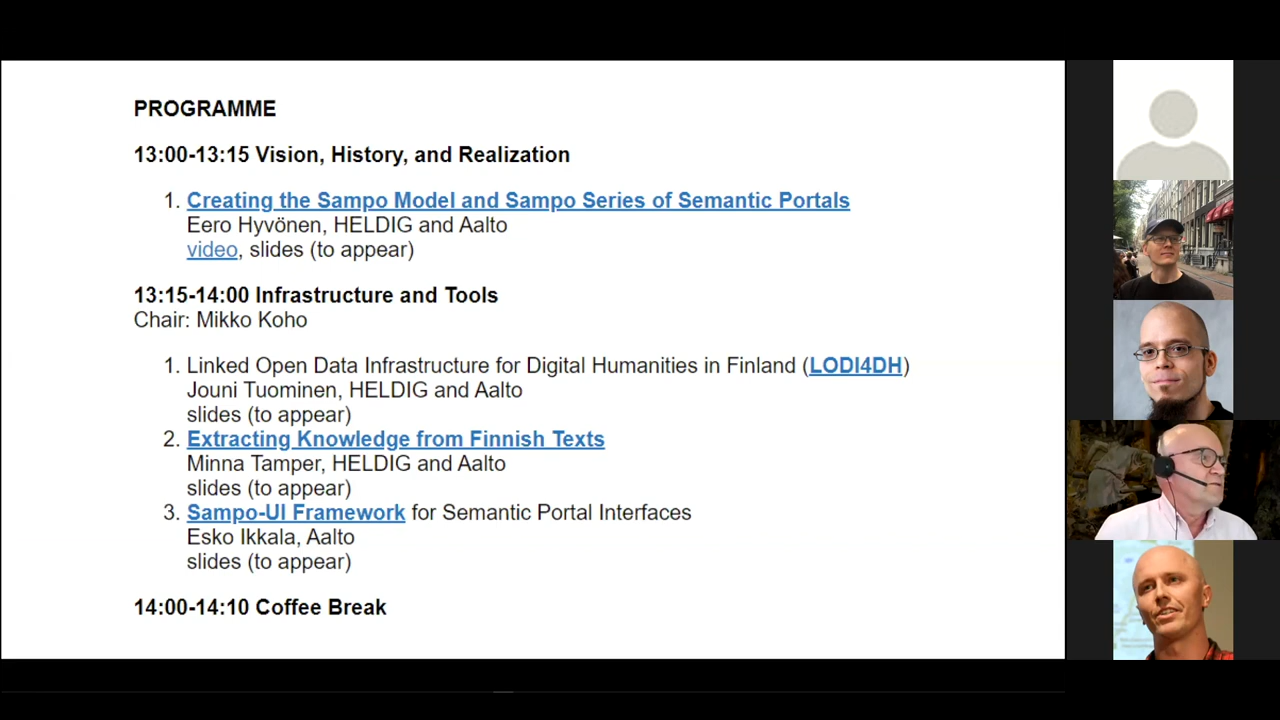 PROGRAMME
13:00-13:15 Vision, History, and Realization
1. Creating the Sampo Model and Sampo Series of Semantic Portals
Eero Hyvönen, HELDIG and Aalto
video, slides (to appear)
13:15-14:00 Infrastructure and Tools
Chair: Mikko Koho
1. Linked Open Data Infrastructure for Digital Humanities in Finland (LODI4DH)
Jouni Tuominen, HELDIG and Aalto
slides (to appear)
2. Extracting Knowledge from Finnish Texts
Minna Tamper, HELDIG and Aalto
slides (to appear)
3. Sampo-UI Framework for Semantic Portal Interfaces
Esko Ikkala, Aalto
slides (to appear)
14:00-14:10 Coffee Break